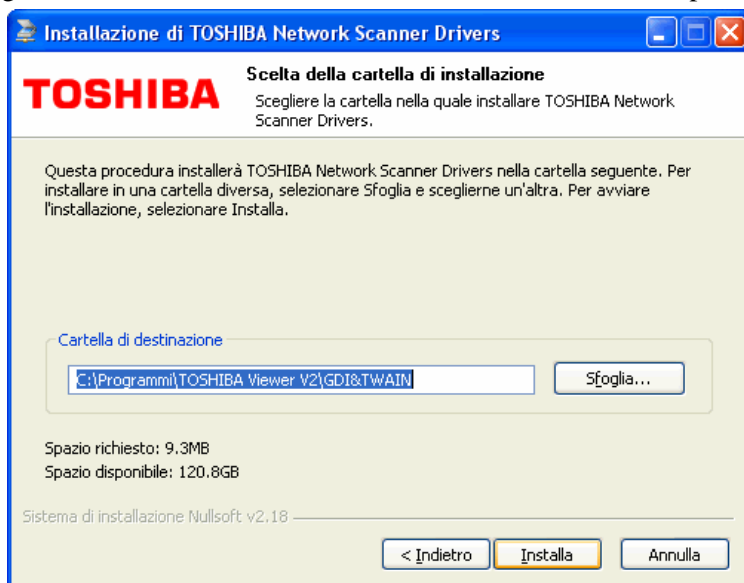 Installazione di TOSHIBA Network Scanner Drivers
TOSHIBA
Scelta della cartella di installazione
Scegliere la cartella nella quale installare TOSHIBA Network
Scanner Drivers.
Questa procedura installerà TOSHIBA Network Scanner Drivers nella cartella seguente. Per
installare in una cartella diversa, selezionare Sfoglia e sceglierne un'altra. Per avviare
l'installazione, selezionare Installa.
Cartella di destinazione
C:\Programmi\TOSHIBA Viewer V2\GDI&TWAIN
Sfoglia...
Spazio richiesto: 9.3MB
Spazio disponibile: 120.8GB
Sistema di installazione Nullsoft v2.18
< Indietro
Installa
Annulla